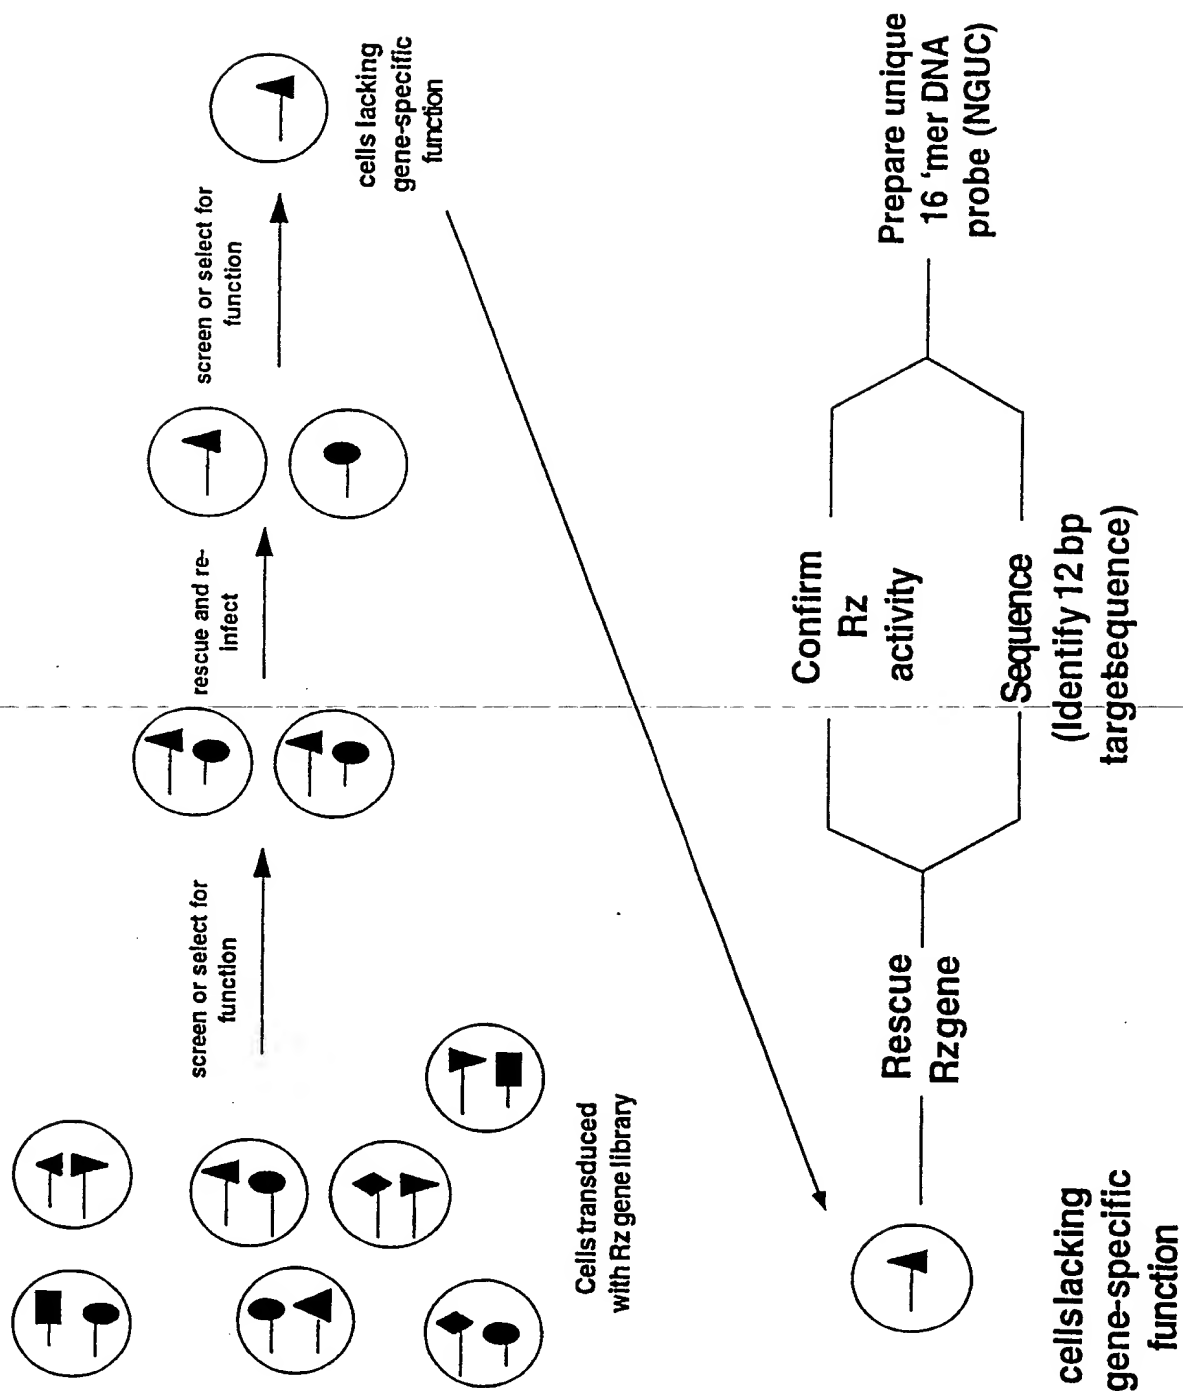 Cells transduced
with Rz gene library
screen or select for
function
rescue and re-
infect
screen or select for
function
cells lacking
gene-specific
function
cells lacking
gene-specific
function
Rescue
Rz gene
Confirm
Rz
activity
Sequence
(Identify 12 bp
target sequence)
Prepare unique
16 'mer DNA
probe (NGUC)